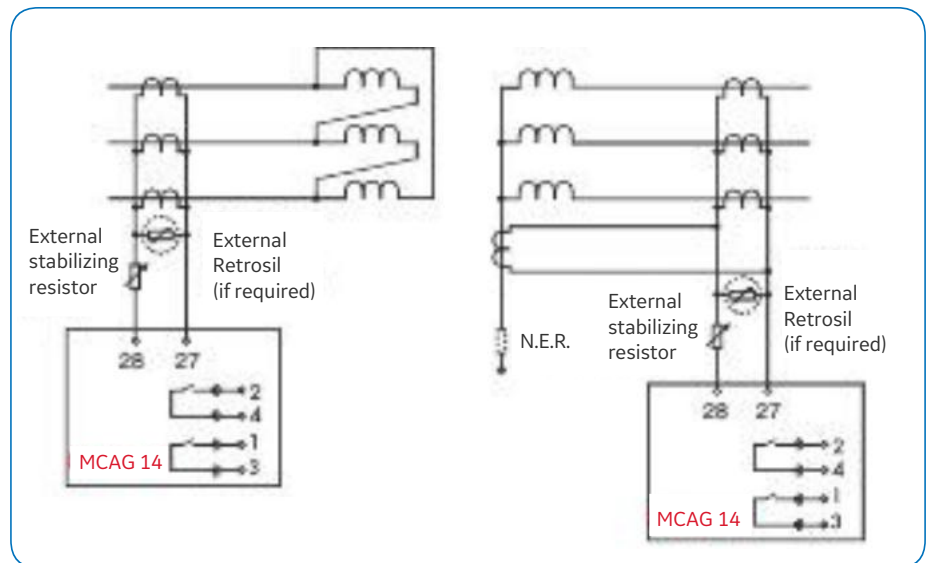 External
stabilizing
resistor
External
Retrosil
(if required)
28 27
2
4
1
3
MCAG 14
N.E.R.
External
stabilizing
resistor
External
Retrosil
(if required)
28 27
2
4
1
3
MCAG 14